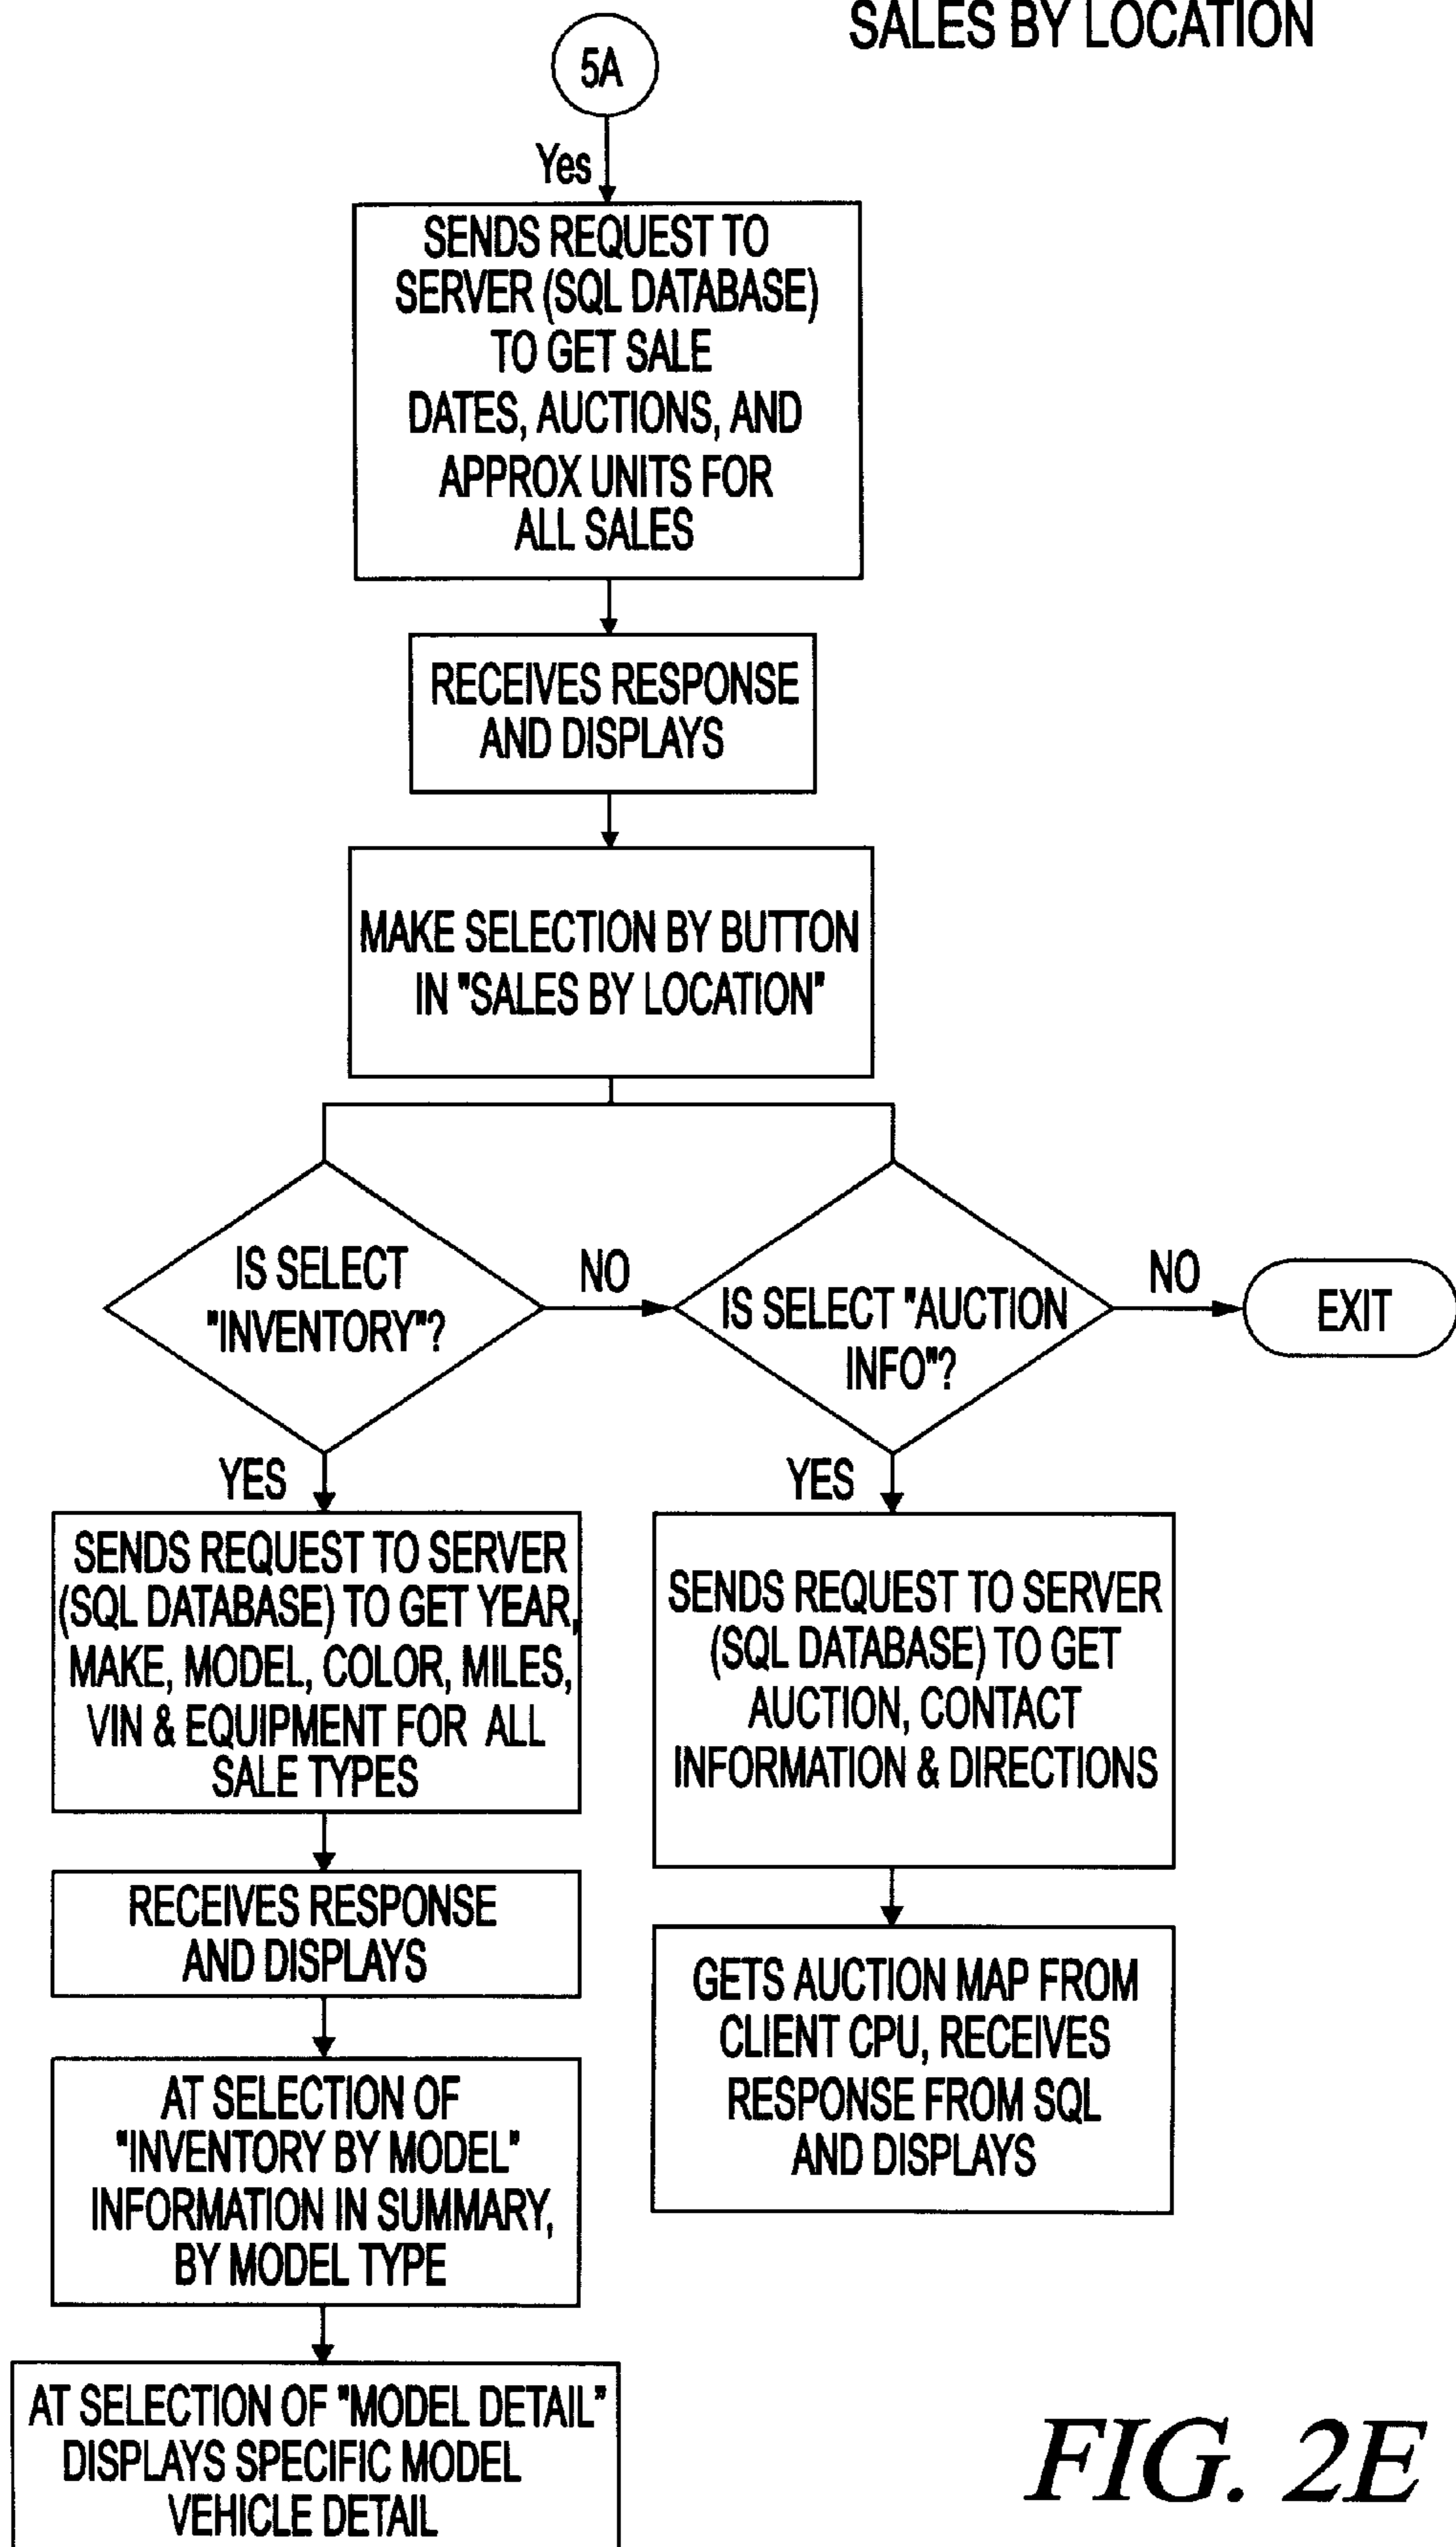 SALES BY LOCATION
5A
Yes
SENDS REQUEST TO
SERVER (SQL DATABASE)
TO GET SALE
DATES, AUCTIONS, AND
APPROX UNITS FOR
ALL SALES
RECEIVES RESPONSE
AND DISPLAYS
MAKE SELECTION BY BUTTON
IN "SALES BY LOCATION"
IS SELECT
"INVENTORY"?
NO
IS SELECT "AUCTION
INFO"?
NO
EXIT
YES
SENDS REQUEST TO SERVER
(SQL DATABASE) TO GET YEAR,
MAKE, MODEL, COLOR, MILES,
VIN & EQUIPMENT FOR ALL
SALE TYPES
RECEIVES RESPONSE
AND DISPLAYS
AT SELECTION OF
"INVENTORY BY MODEL"
INFORMATION IN SUMMARY,
BY MODEL TYPE
AT SELECTION OF "MODEL DETAIL"
DISPLAYS SPECIFIC MODEL
VEHICLE DETAIL
YES
SENDS REQUEST TO SERVER
(SQL DATABASE) TO GET
AUCTION, CONTACT
INFORMATION & DIRECTIONS
GETS AUCTION MAP FROM
CLIENT CPU, RECEIVES
RESPONSE FROM SQL
AND DISPLAYS
FIG. 2E